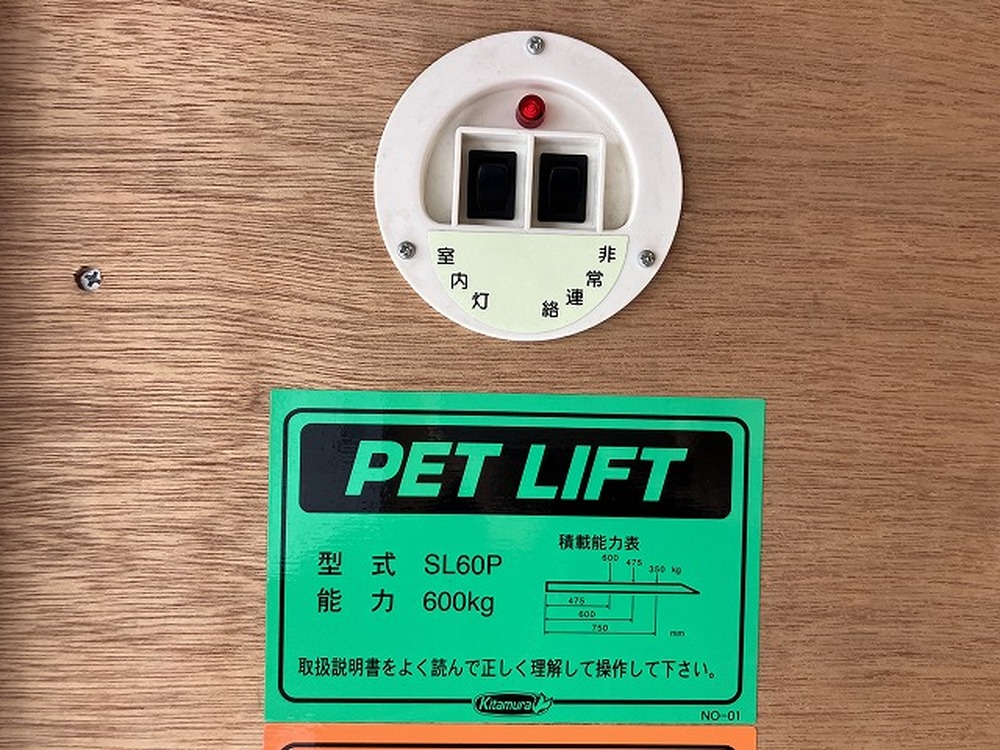 室内灯
非常連絡
PET LIFT
型 式 SL60P
能 力 600kg
積載能力表
600 475 350 kg
475
600
750
mm
取扱説明書をよく読んで正しく理解して操作して下さい。
Kitamura
NO-01